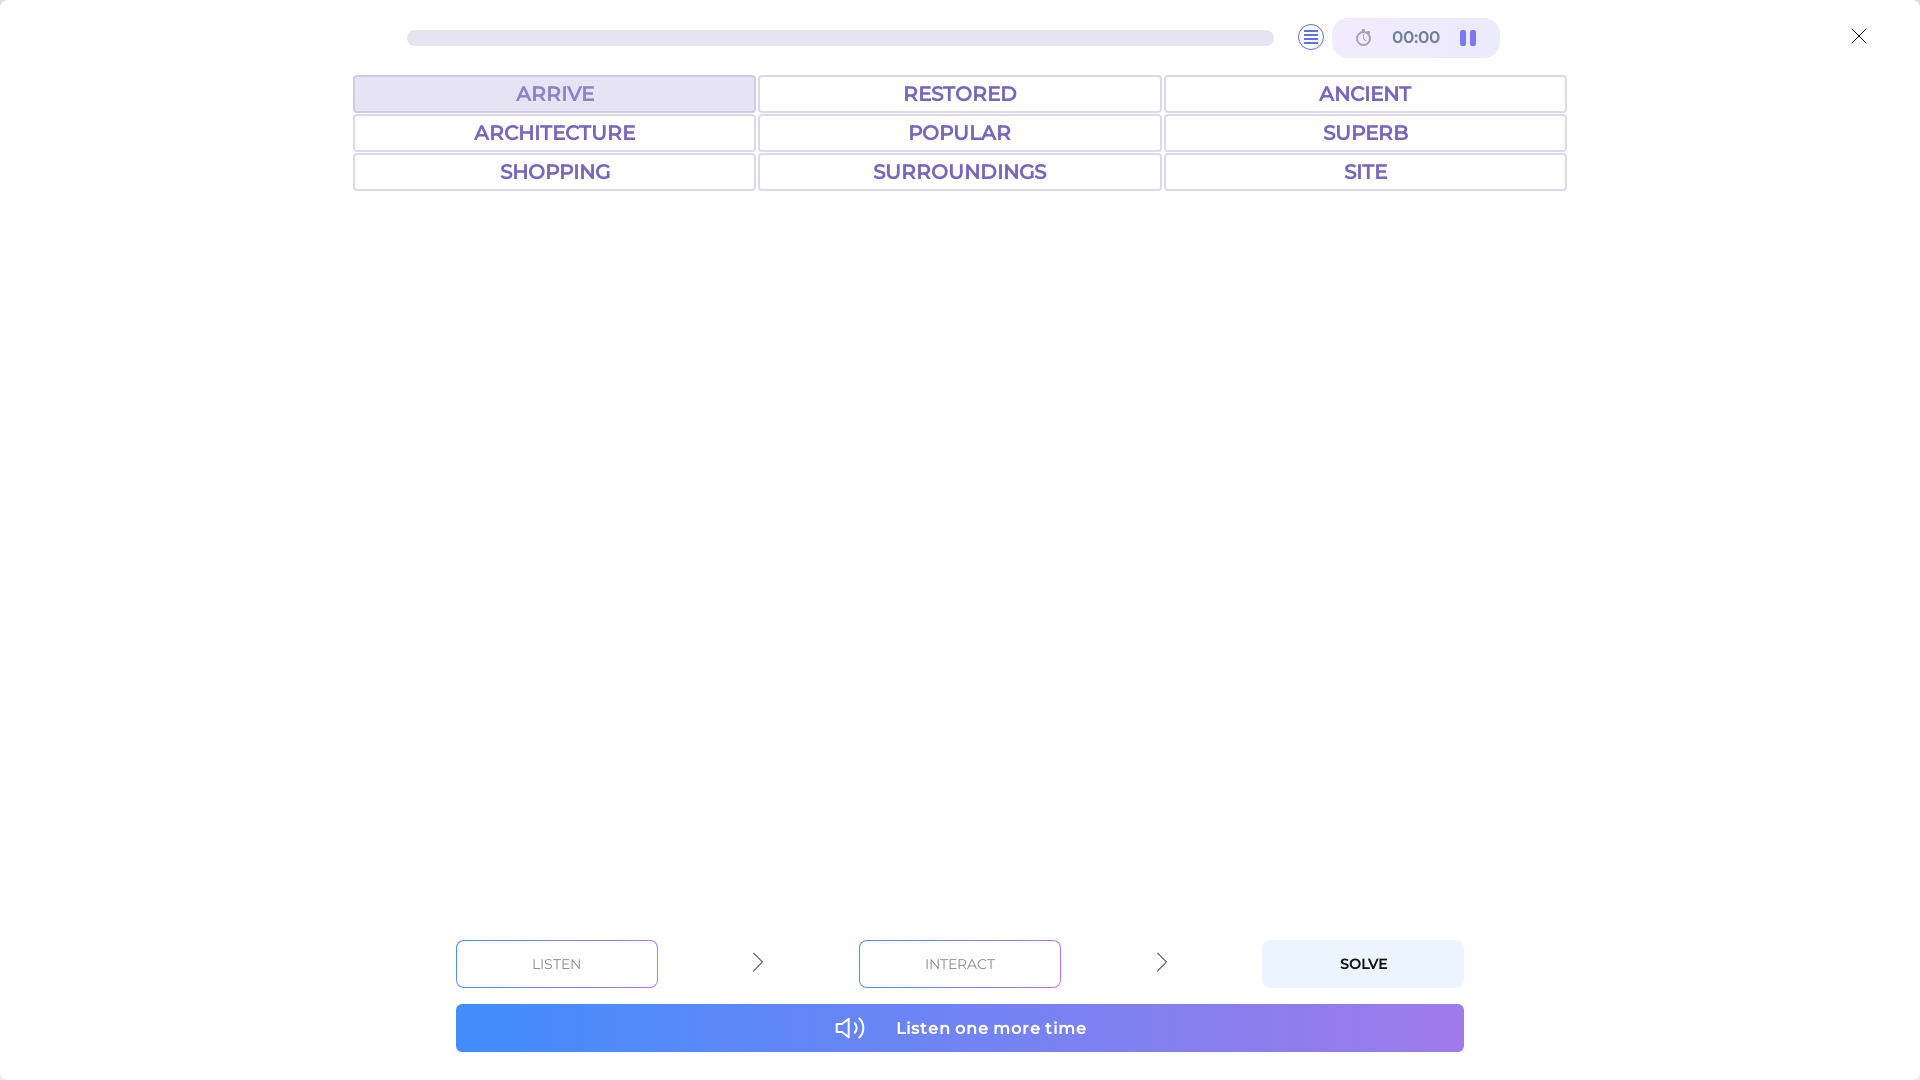 00:00
ARRIVE RESTORED ANCIENT
ARCHITECTURE POPULAR SUPERB
SHOPPING SURROUNDINGS SITE
LISTEN INTERACT SOLVE
Listen one more time